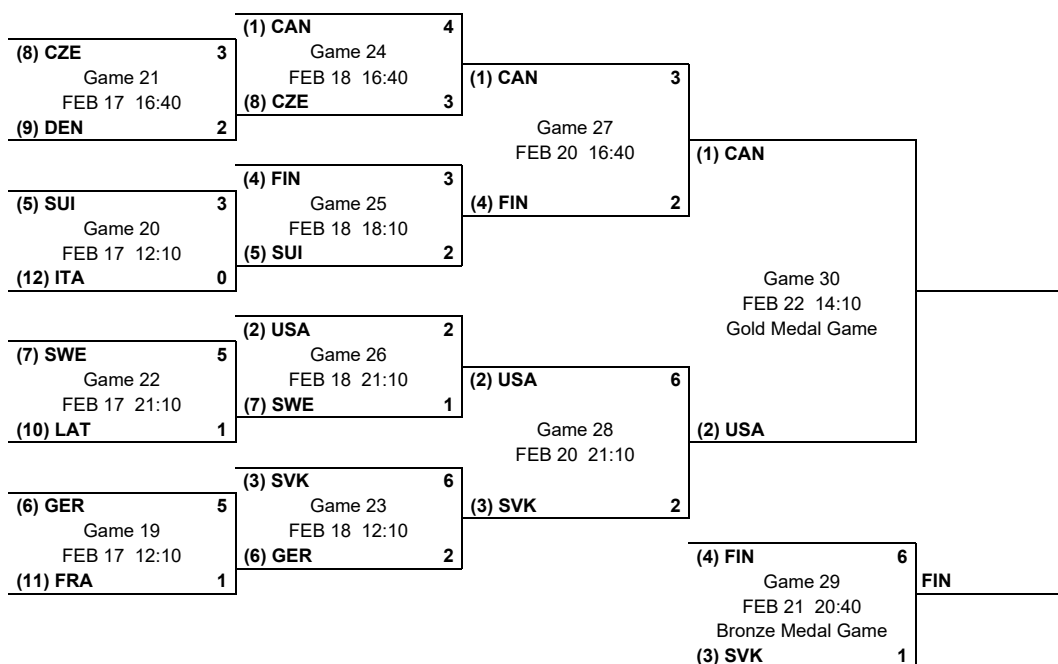 (8) CZE 3
Game 21
FEB 17 16:40
(9) DEN 2
(5) SUI 3
Game 20
FEB 17 12:10
(12) ITA 0
(7) SWE 5
Game 22
FEB 17 21:10
(10) LAT 1
(6) GER 5
Game 19
FEB 17 12:10
(11) FRA 1
(1) CAN 4
Game 24
FEB 18 16:40
(8) CZE 3
(4) FIN 3
Game 25
FEB 18 18:10
(5) SUI 2
(2) USA 2
Game 26
FEB 18 21:10
(7) SWE 1
(3) SVK 6
Game 23
FEB 18 12:10
(6) GER 2
(1) CAN 3
Game 27
FEB 20 16:40
(4) FIN 2
(2) USA 6
Game 28
FEB 20 21:10
(3) SVK 2
(1) CAN
Game 30
FEB 22 14:10
Gold Medal Game
(2) USA
(4) FIN 6
Game 29
FEB 21 20:40
Bronze Medal Game
(3) SVK 1
FIN